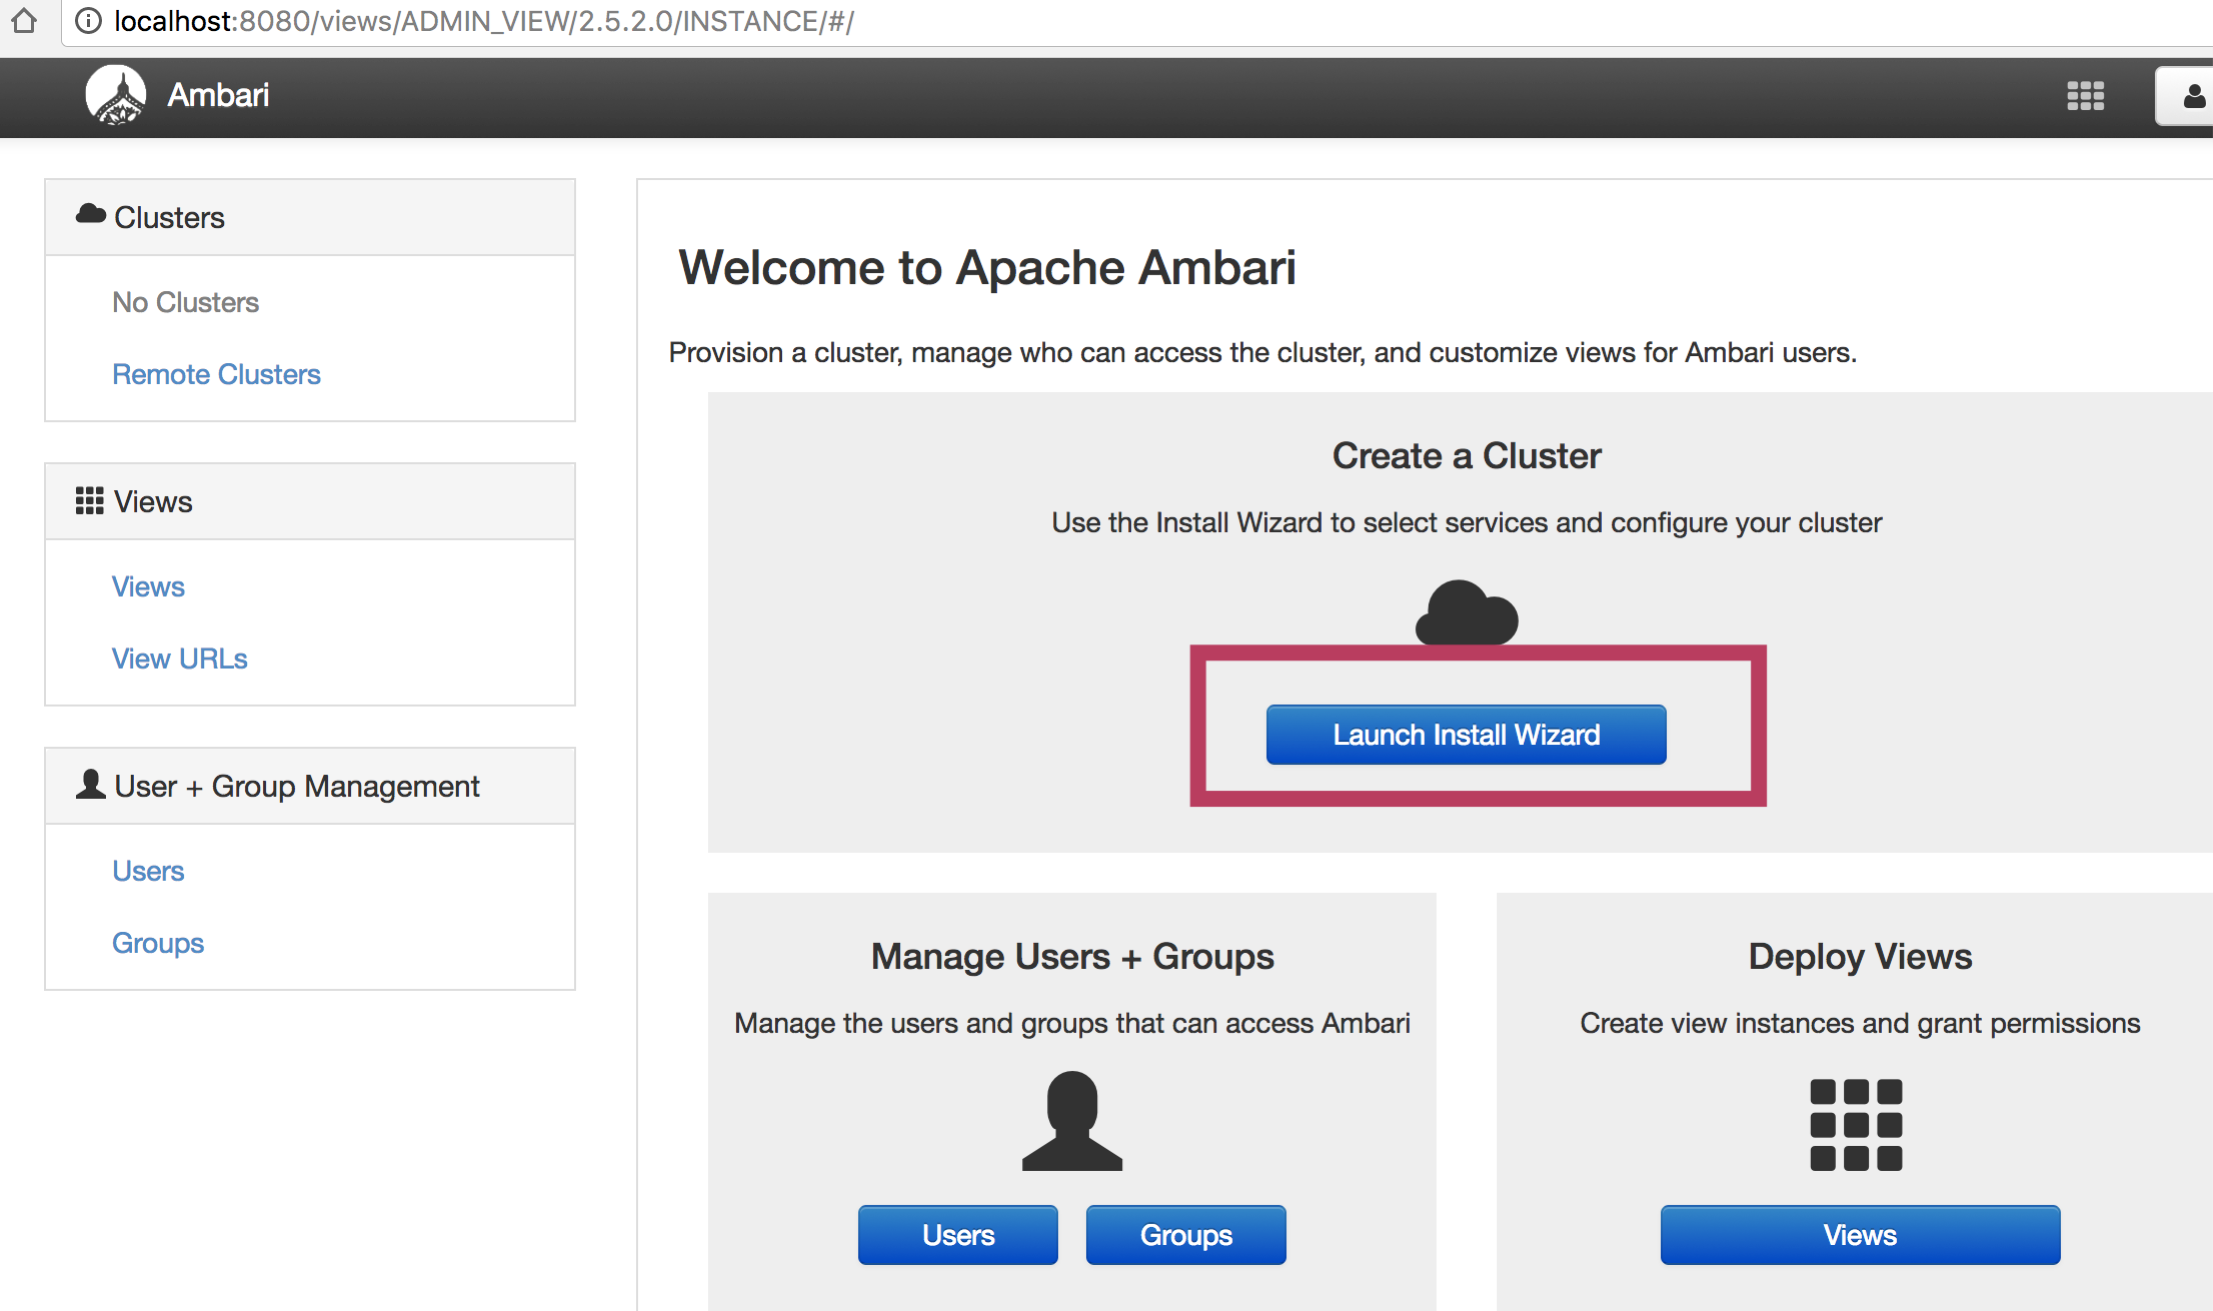 localhost:8080/views/ADMIN_VIEW/2.5.2.0/INSTANCE/#/
Ambari
Clusters
No Clusters
Remote Clusters
Views
Views
View URLs
User + Group Management
Users
Groups
Welcome to Apache Ambari
Provision a cluster, manage who can access the cluster, and customize views for Ambari users.
Create a Cluster
Use the Install Wizard to select services and configure your cluster
Launch Install Wizard
Manage Users + Groups
Manage the users and groups that can access Ambari
Users
Groups
Deploy Views
Create view instances and grant permissions
Views